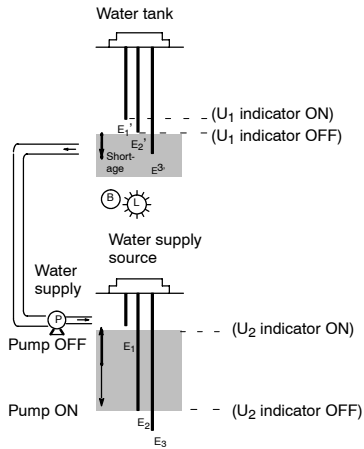 Water tank
(U1 indicator ON)
E1'
(U1 indicator OFF)
E2'
Short-
age
E3'
B
L
Water supply
source
Water
supply
P
(U2 indicator ON)
Pump OFF
E1
Pump ON
(U2 indicator OFF)
E2
E3